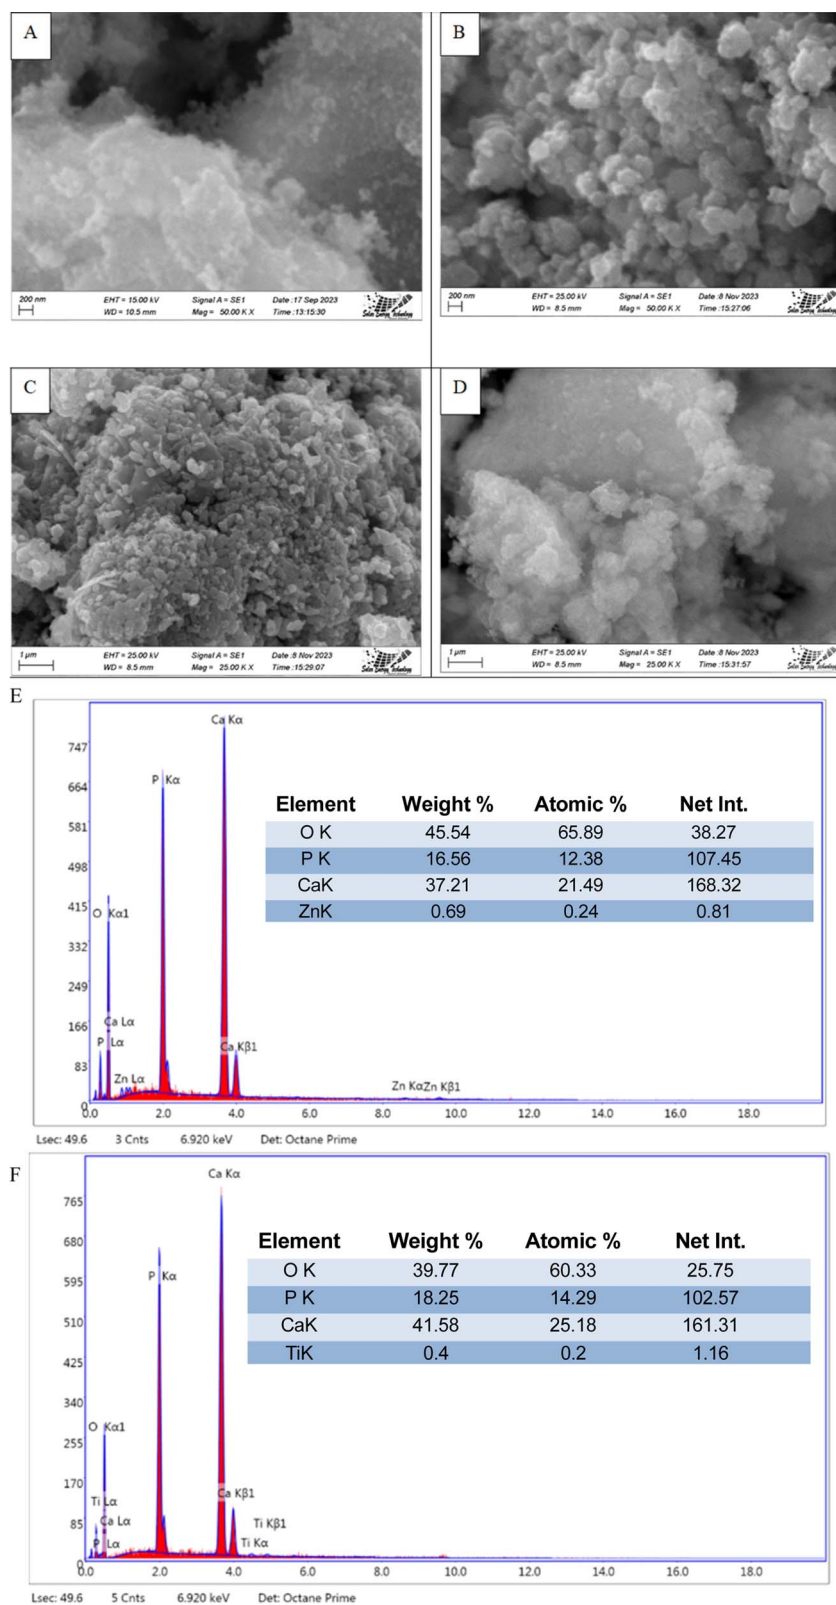 A
200 nm EHT = 15.00 kV Signal A = SE1 Date :17 Sep 2023
WD = 10.5 mm Mag = 50.00 K X Time :13:15:30
Solar Energy Technology
B
200 nm EHT = 25.00 kV Signal A = SE1 Date :8 Nov 2023
WD = 8.5 mm Mag = 50.00 K X Time :15:27:06
Solar Energy Technology
C
1 µm EHT = 25.00 kV Signal A = SE1 Date :8 Nov 2023
WD = 8.5 mm Mag = 25.00 K X Time :15:29:07
D
1 µm EHT = 25.00 kV Signal A = SE1 Date :8 Nov 2023
WD = 8.5 mm Mag = 25.00 K X Time :15:31:57
E
Ca Kα
747
P Kα
664
Element Weight % Atomic % Net Int.
O K 45.54 65.89 38.27
P K 16.56 12.38 107.45
CaK 37.21 21.49 168.32
ZnK 0.69 0.24 0.81
581
498
415
O Kα1
332
249
166
Ca Lα
P Lα
Ca Kβ1
83
Zn Lα
Zn Kα Zn Kβ1
0
0.0 2.0 4.0 6.0 8.0 10.0 12.0 14.0 16.0 18.0
Lsec: 49.6 3 Cnts 6.920 keV Det: Octane Prime
F
Ca Kα
765
680
Element Weight % Atomic % Net Int.
O K 39.77 60.33 25.75
P K 18.25 14.29 102.57
CaK 41.58 25.18 161.31
TiK 0.4 0.2 1.16
P Kα
595
510
425
340
O Kα1
255
170
Ti Lα
Ca Kβ1
85
Ca Lα
Ti Kβ1
P Lα
Ti Kα
0
0.0 2.0 4.0 6.0 8.0 10.0 12.0 14.0 16.0 18.0
Lsec: 49.6 5 Cnts 6.920 keV Det: Octane Prime